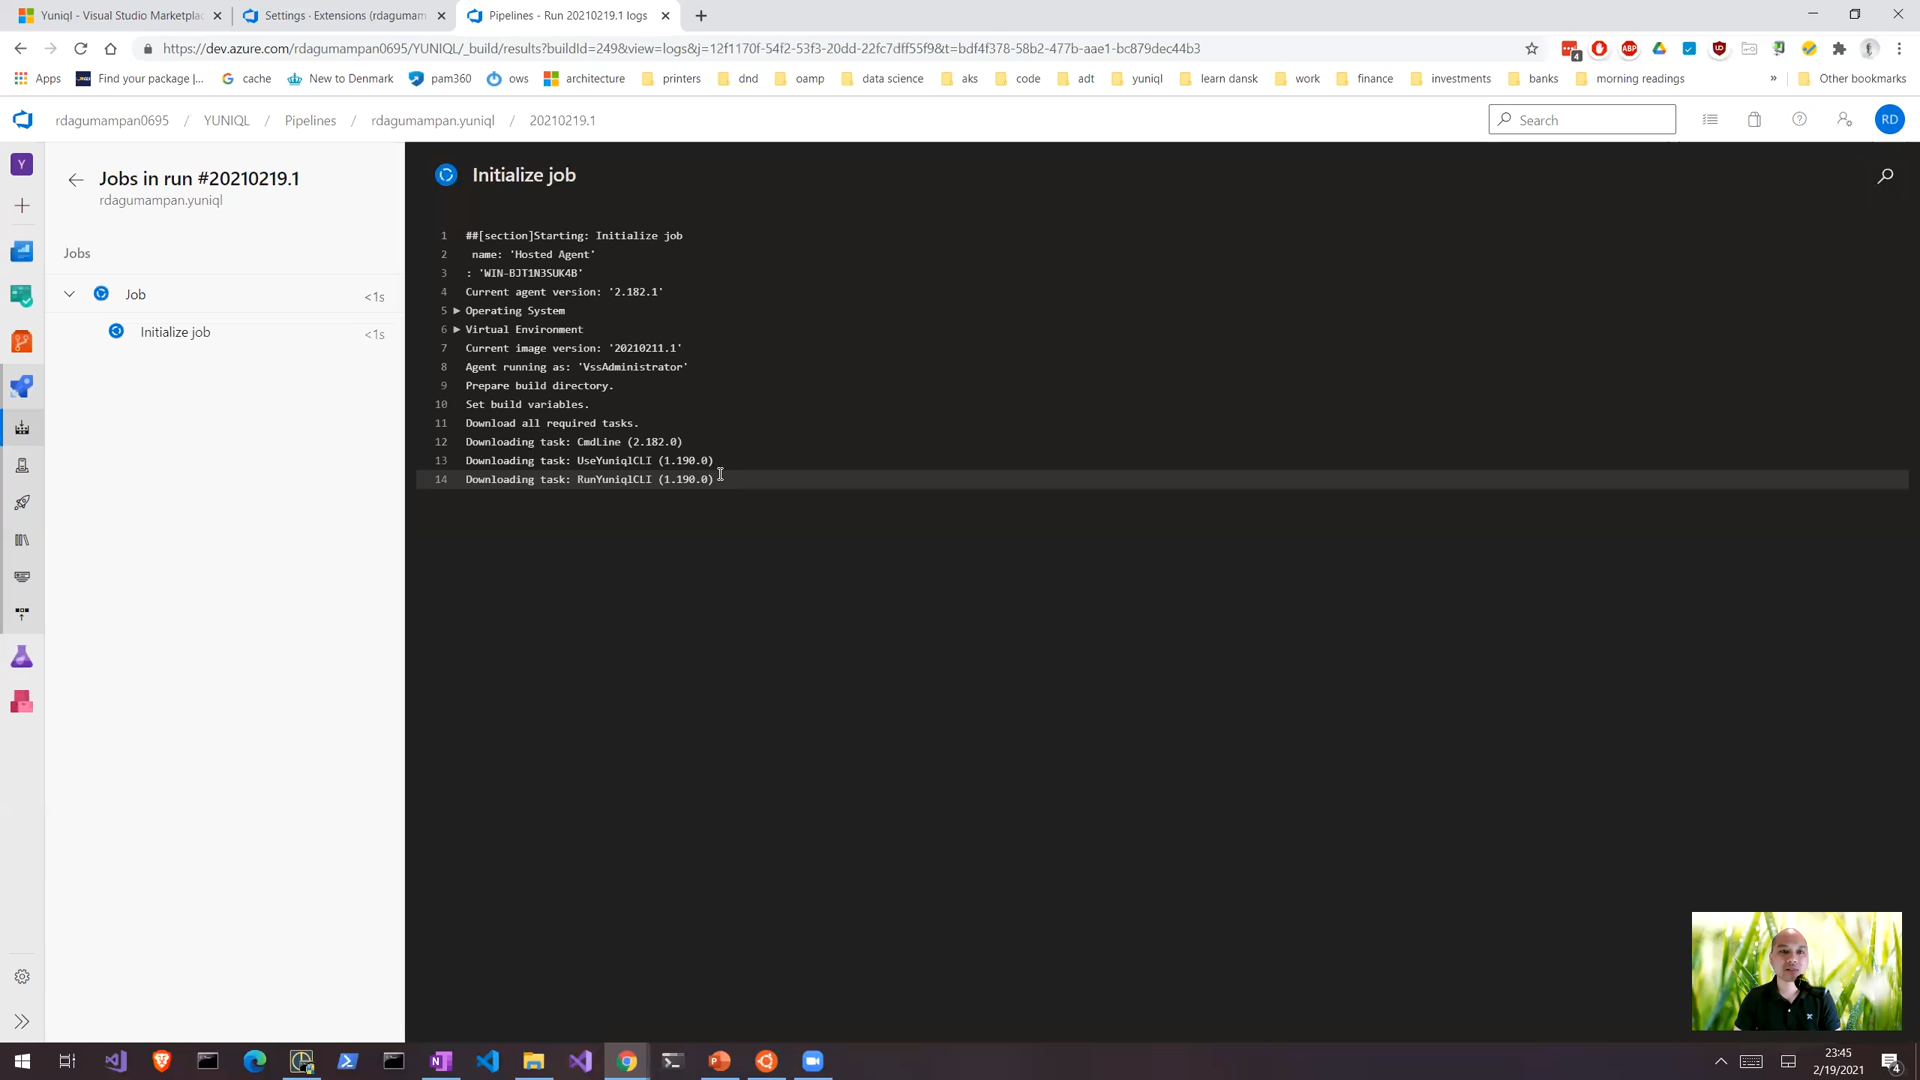 Yuniql - Visual Studio Marketplac
Settings · Extensions (rdagumam
Pipelines - Run 20210219.1 logs
https://dev.azure.com/rdagumampan0695/YUNIQL/_build/results?buildId=249&view=logs&j=12f1170f-54f2-53f3-20dd-22fc7dff55f9&t=bdf4f378-58b2-477b-aae1-bc879dec44b3
4
ABP
Apps
Find your package |...
cache
New to Denmark
pam360
ows
architecture
printers
dnd
oamp
data science
aks
code
adt
yuniql
learn dansk
work
finance
investments
banks
morning readings
»
Other bookmarks
rdagumampan0695 / YUNIQL / Pipelines / rdagumampan.yuniql / 20210219.1
Search
RD
Y
Jobs in run #20210219.1
rdagumampan.yuniql
Jobs
Job
<1s
Initialize job
<1s
Initialize job
1 ##[section]Starting: Initialize job
2 name: 'Hosted Agent'
3 : 'WIN-BJT1N3SUK4B'
4 Current agent version: '2.182.1'
5 Operating System
6 Virtual Environment
7 Current image version: '20210211.1'
8 Agent running as: 'VssAdministrator'
9 Prepare build directory.
10 Set build variables.
11 Download all required tasks.
12 Downloading task: CmdLine (2.182.0)
13 Downloading task: UseYuniqlCLI (1.190.0)
14 Downloading task: RunYuniqlCLI (1.190.0)
23:45
2/19/2021
4